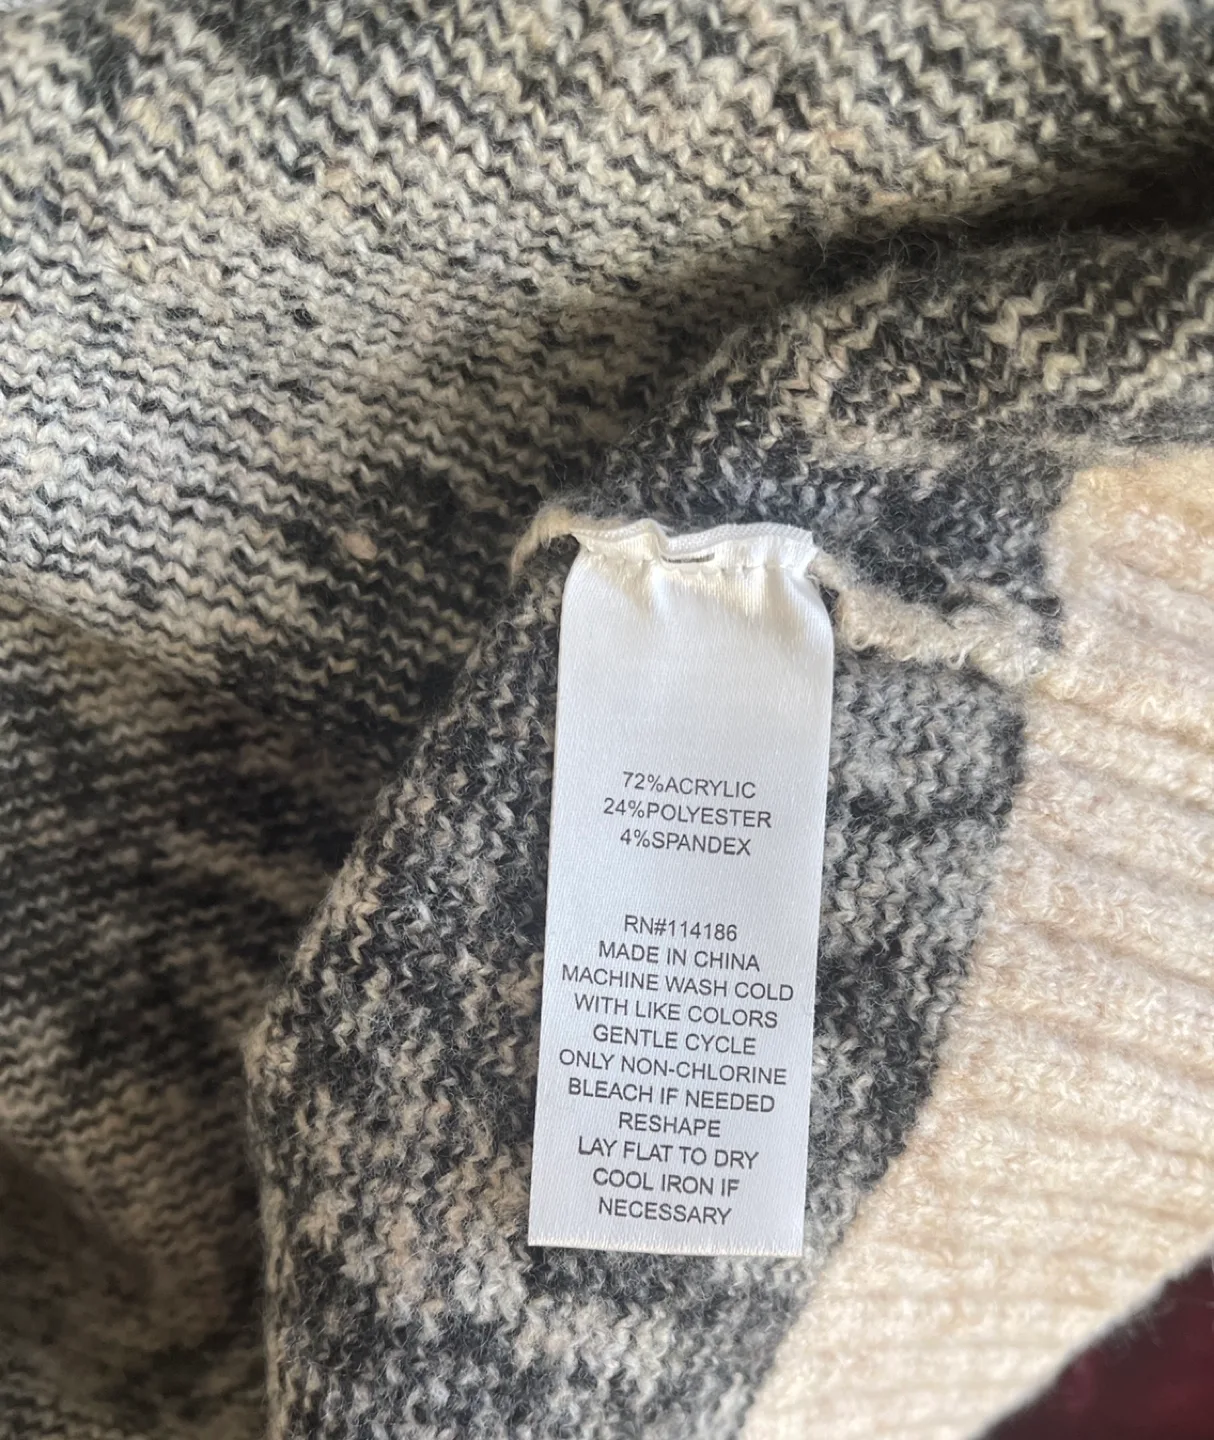 72%ACRYLIC
24%POLYESTER
4%SPANDEX
RN#114186
MADE IN CHINA
MACHINE WASH COLD
WITH LIKE COLORS
GENTLE CYCLE
ONLY NON-CHLORINE
BLEACH IF NEEDED
RESHAPE
LAY FLAT TO DRY
COOL IRON IF
NECESSARY